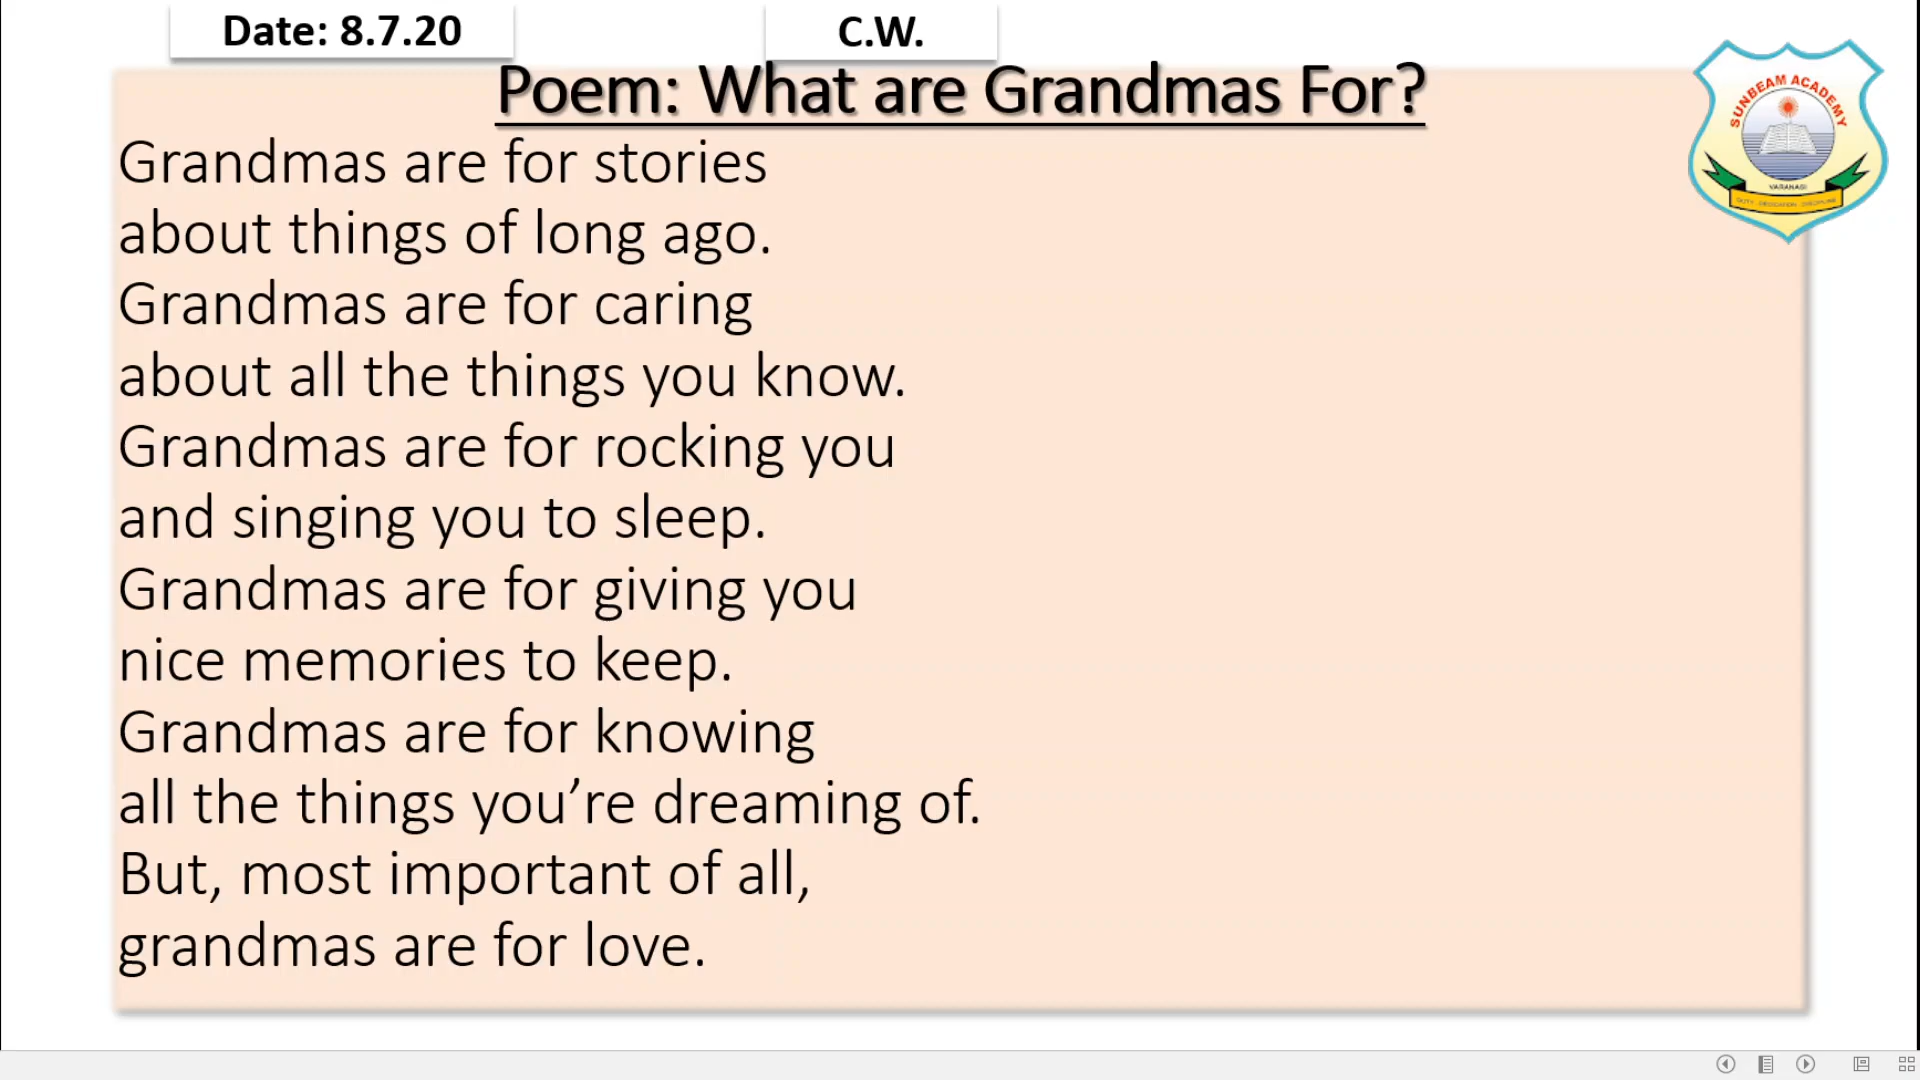 Date: 8.7.20
C.W.
Poem: What are Grandmas For?
SUNBEAM ACADEMY
VARANASI
Grandmas are for stories
about things of long ago.
Grandmas are for caring
about all the things you know.
Grandmas are for rocking you
and singing you to sleep.
Grandmas are for giving you
nice memories to keep.
Grandmas are for knowing
all the things you’re dreaming of.
But, most important of all,
grandmas are for love.